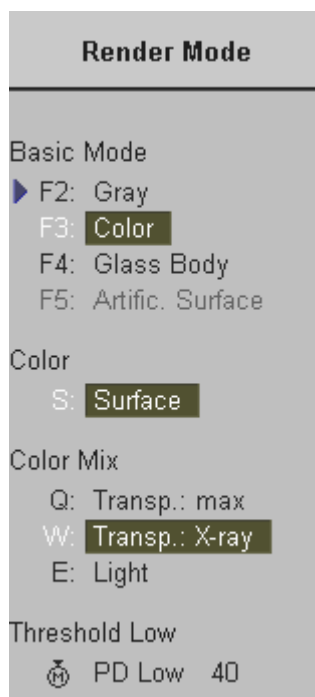 Render Mode
Basic Mode
F2: Gray
F3: Color
F4: Glass Body
F5: Artific. Surface
Color
S: Surface
Color Mix
Q: Transp.: max
W: Transp.: X-ray
E: Light
Threshold Low
M PD Low 40